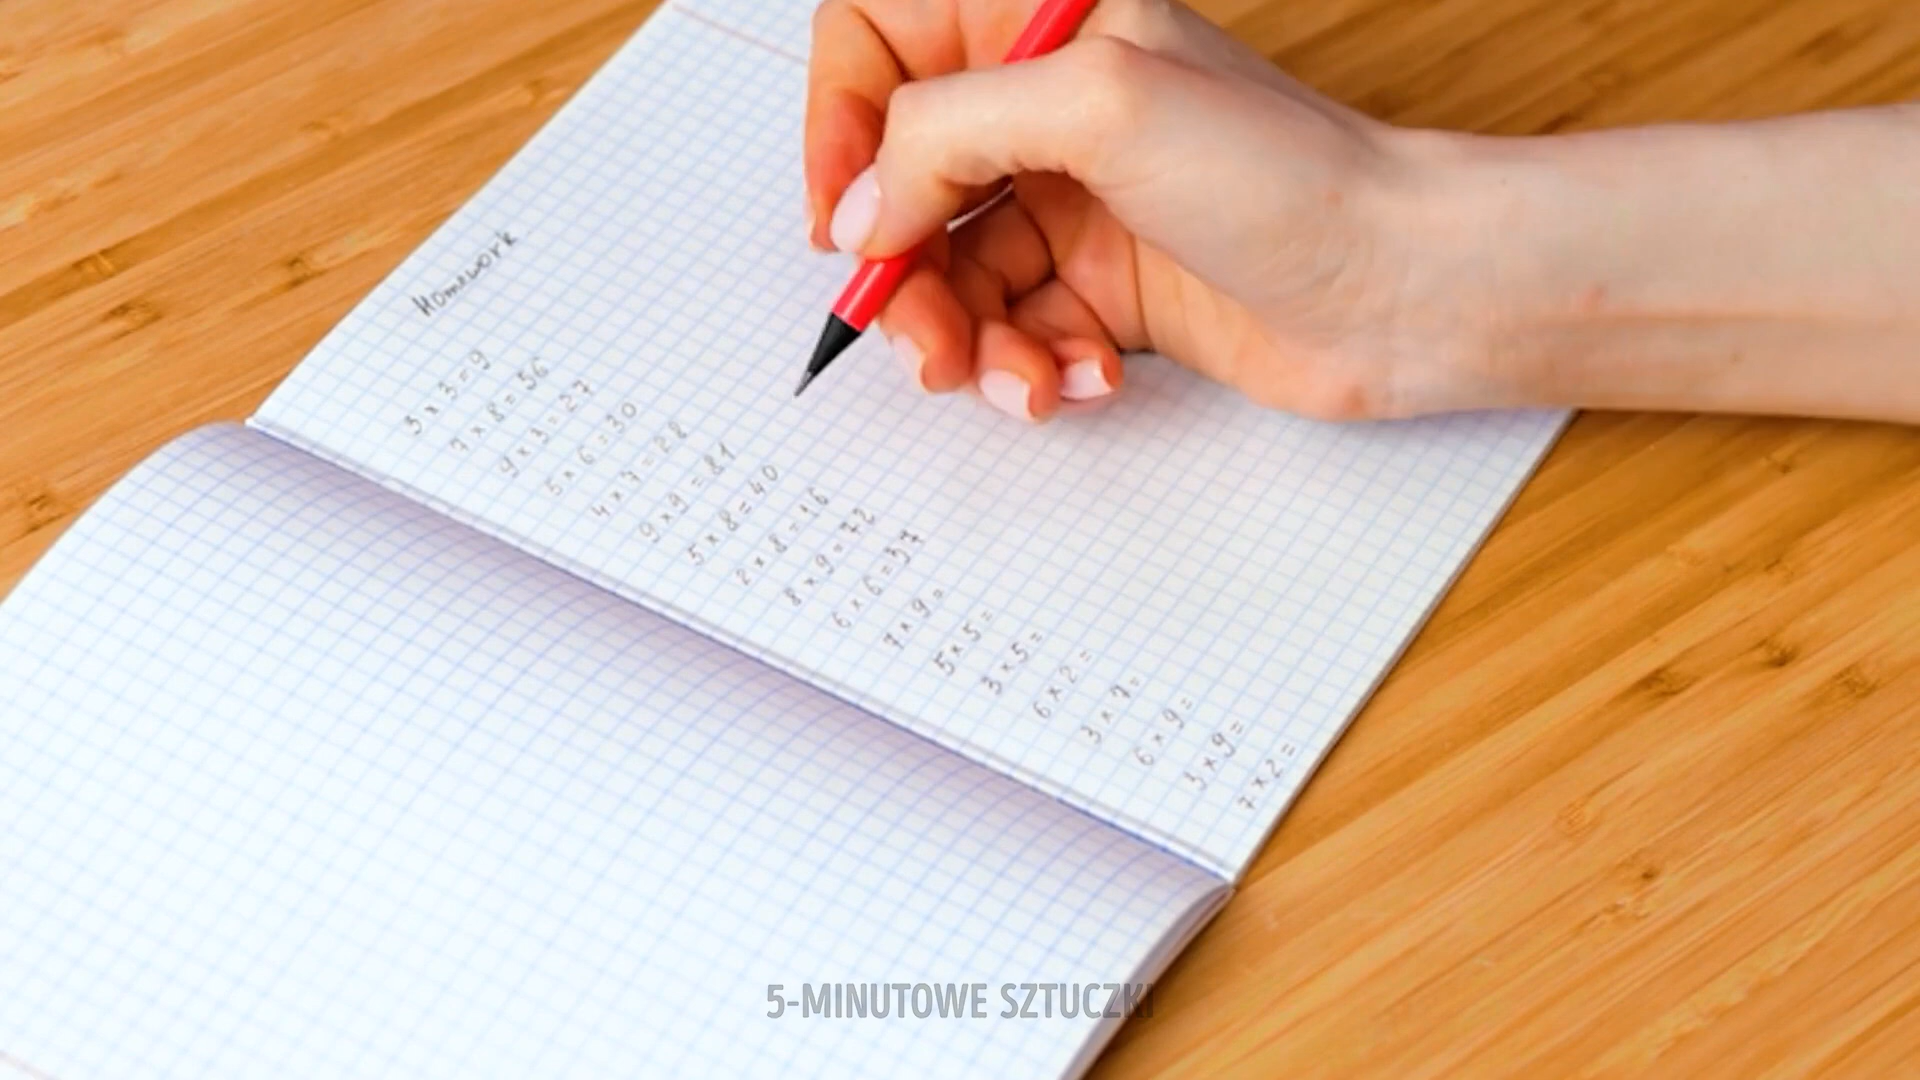 Homework
3 x 3 = 9
7 x 8 = 56
9 x 3 = 27
5 x 6 = 30
4 x 7 = 28
9 x 9 = 81
5 x 8 = 40
2 x 8 = 16
8 x 9 = 72
6 x 6 = 37
7 x 9 =
5 x 5 =
3 x 5 =
6 x 2 =
3 x 7 =
6 x 9 =
3 x 9 =
7 x 2 =
5-MINUTOWE SZTUCZKI